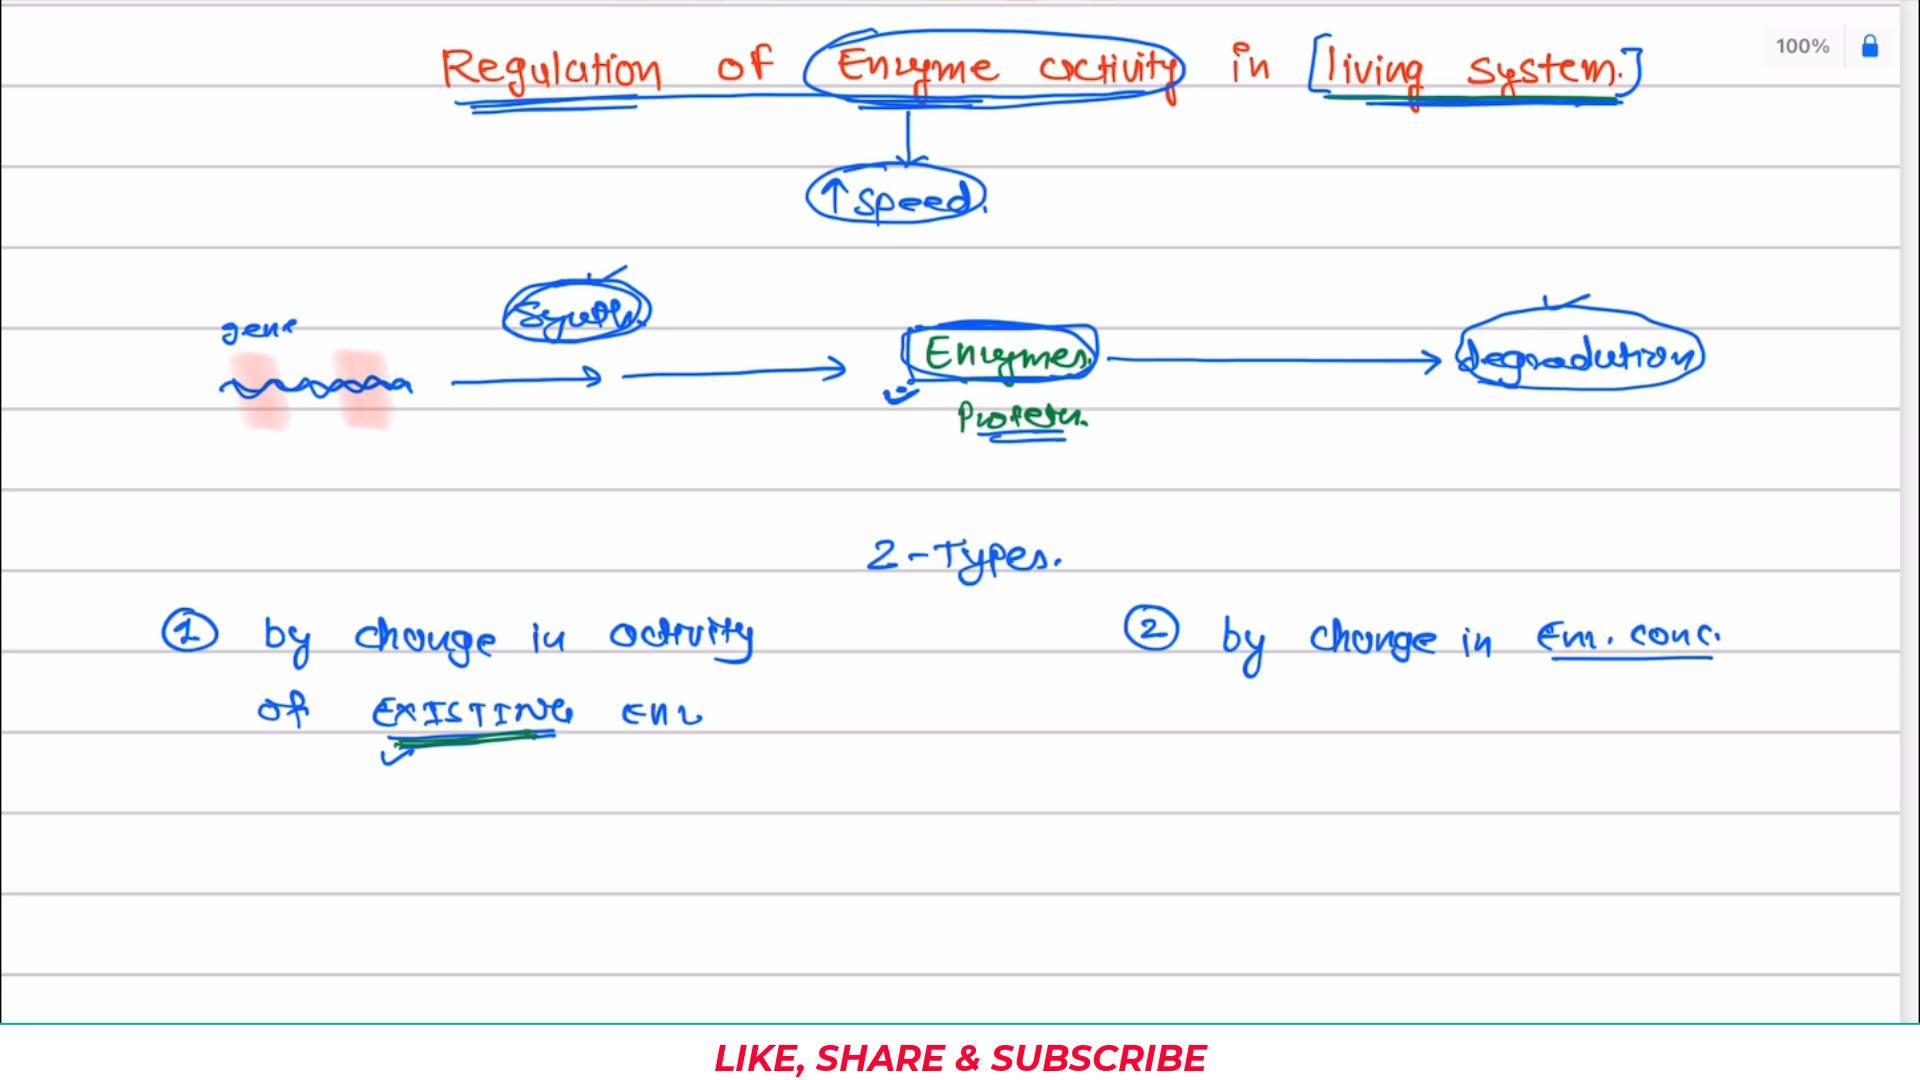 Regulation of Enzyme activity in [living system.]
100%
↑ speed.
gene
Synth.
Enzymes.
degradation
Protein.
2-Types.
① by change in activity
of EXISTING Enz
② by change in Enz. conc.
LIKE, SHARE & SUBSCRIBE